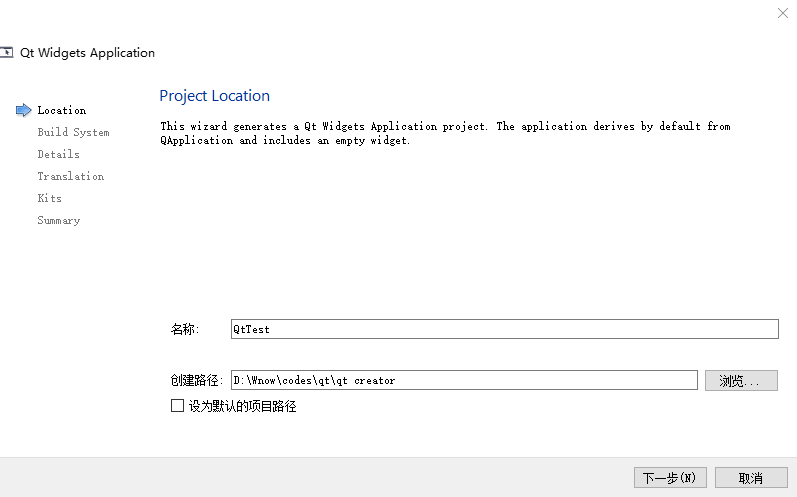 Qt Widgets Application
Location
Build System
Details
Translation
Kits
Summary
Project Location
This wizard generates a Qt Widgets Application project. The application derives by default from
QApplication and includes an empty widget.
名称:
QtTest
创建路径:
D:\Wnow\codes\qt\qt creator
浏览...
设为默认的项目路径
下一步(N)
取消